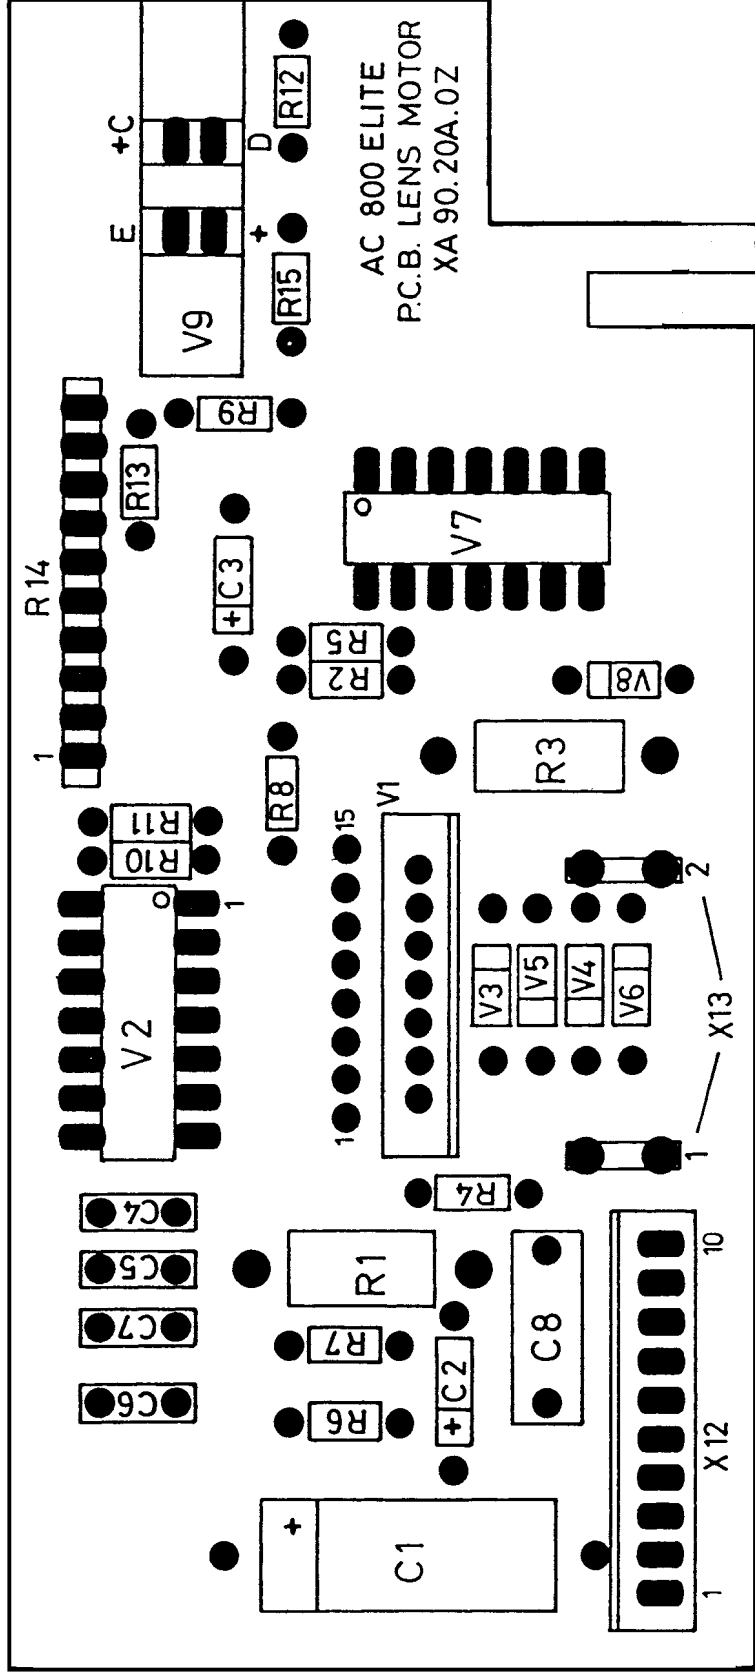 AC 800 ELITE
P.C.B. LENS MOTOR
XA 90.20A.0Z
R12
+C
D
E
+
V9
R15
R9
R13
R14
1
+ C3
V7
R5
R2
V8
R3
R8
R11
R10
V2
1
V1
15
1
V3
V5
V4
V6
2
X13
1
R4
C4
C5
C7
C6
R1
R7
R6
+ C2
C8
+
C1
10
X12
1